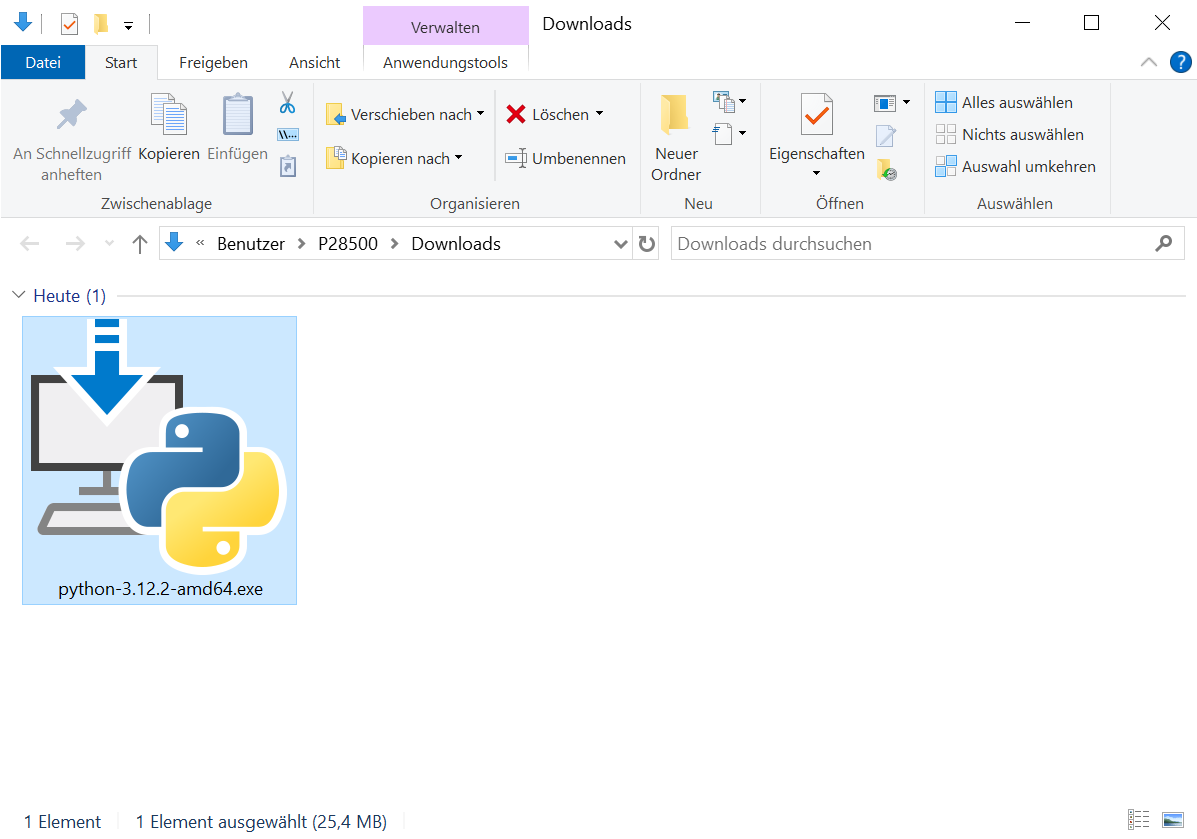 Verwalten
Downloads
Datei
Start
Freigeben
Ansicht
Anwendungstools
?
An Schnellzugriff
anheften
Kopieren
Einfügen
Zwischenablage
Verschieben nach
Kopieren nach
Löschen
Umbenennen
Organisieren
Neuer
Ordner
Neu
Eigenschaften
Öffnen
Alles auswählen
Nichts auswählen
Auswahl umkehren
Auswählen
« Benutzer > P28500 > Downloads
Downloads durchsuchen
Heute (1)
python-3.12.2-amd64.exe
1 Element
1 Element ausgewählt (25,4 MB)